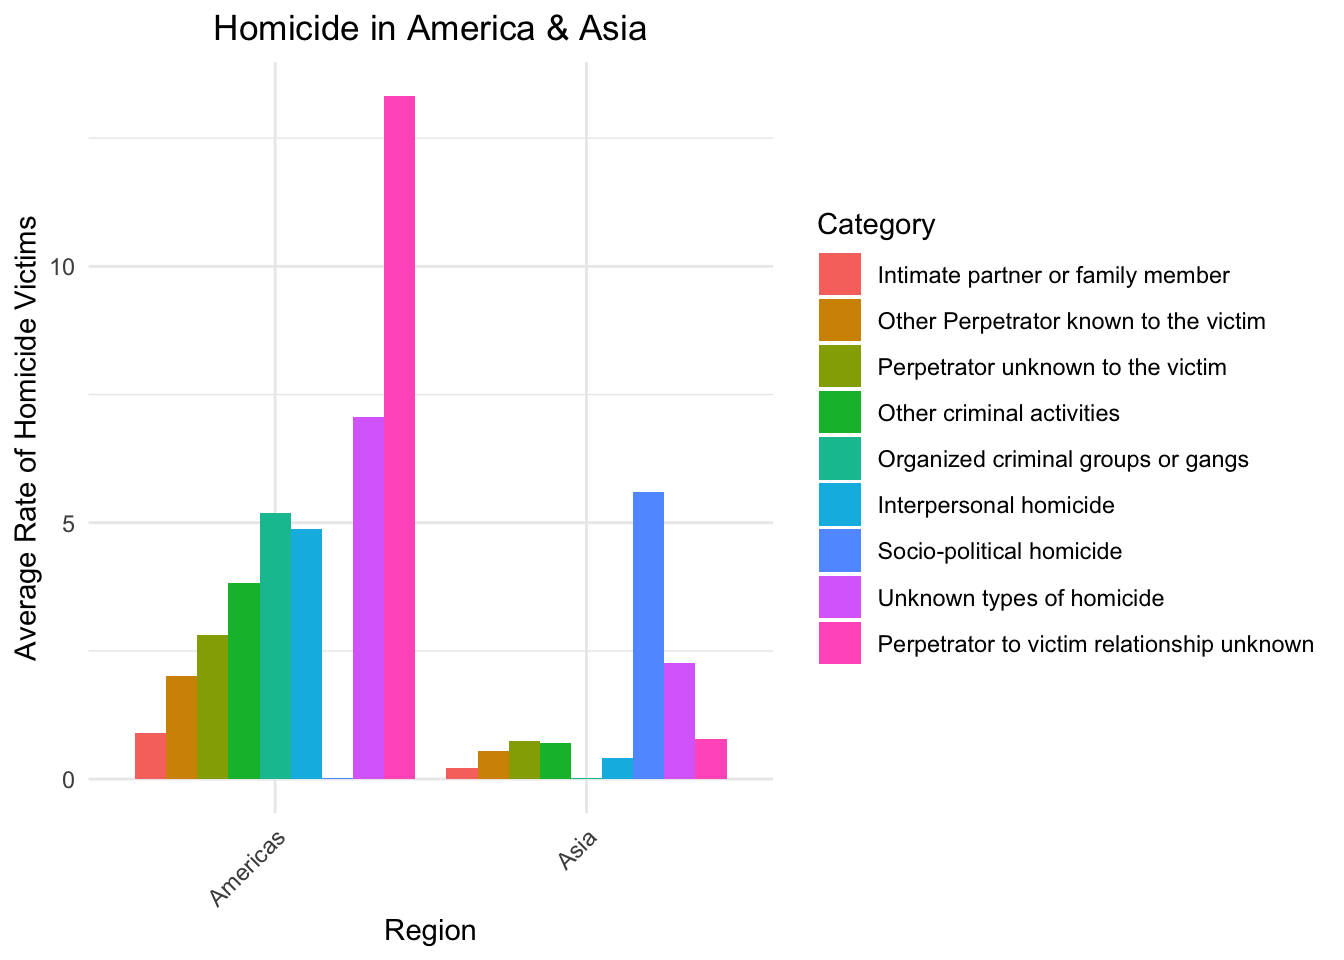 Homicide in America & Asia
Average Rate of Homicide Victims
10
5
0
Americas
Asia
Region
Category
Intimate partner or family member
Other Perpetrator known to the victim
Perpetrator unknown to the victim
Other criminal activities
Organized criminal groups or gangs
Interpersonal homicide
Socio-political homicide
Unknown types of homicide
Perpetrator to victim relationship unknown